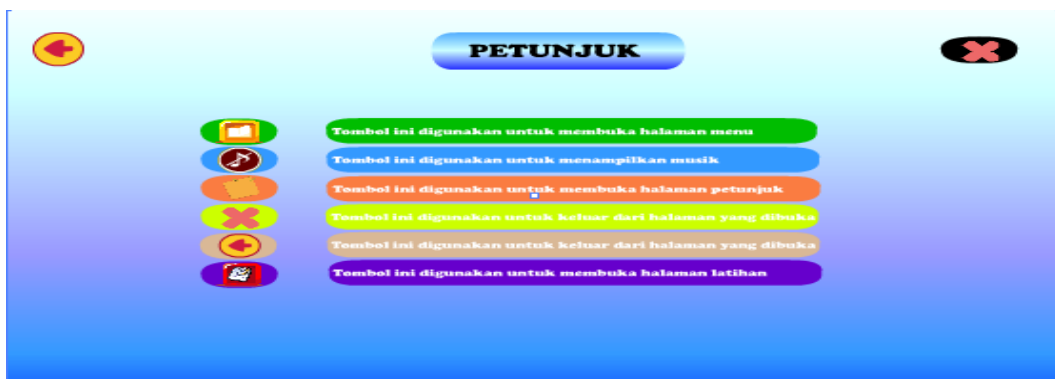 PETUNJUK
Tombol ini digunakan untuk membuka halaman menu
Tombol ini digunakan untuk menampilkan musik
Tombol ini digunakan untuk membuka halaman petunjuk
Tombol ini digunakan untuk keluar dari halaman yang dibuka
Tombol ini digunakan untuk keluar dari halaman yang dibuka
Tombol ini digunakan untuk membuka halaman latihan